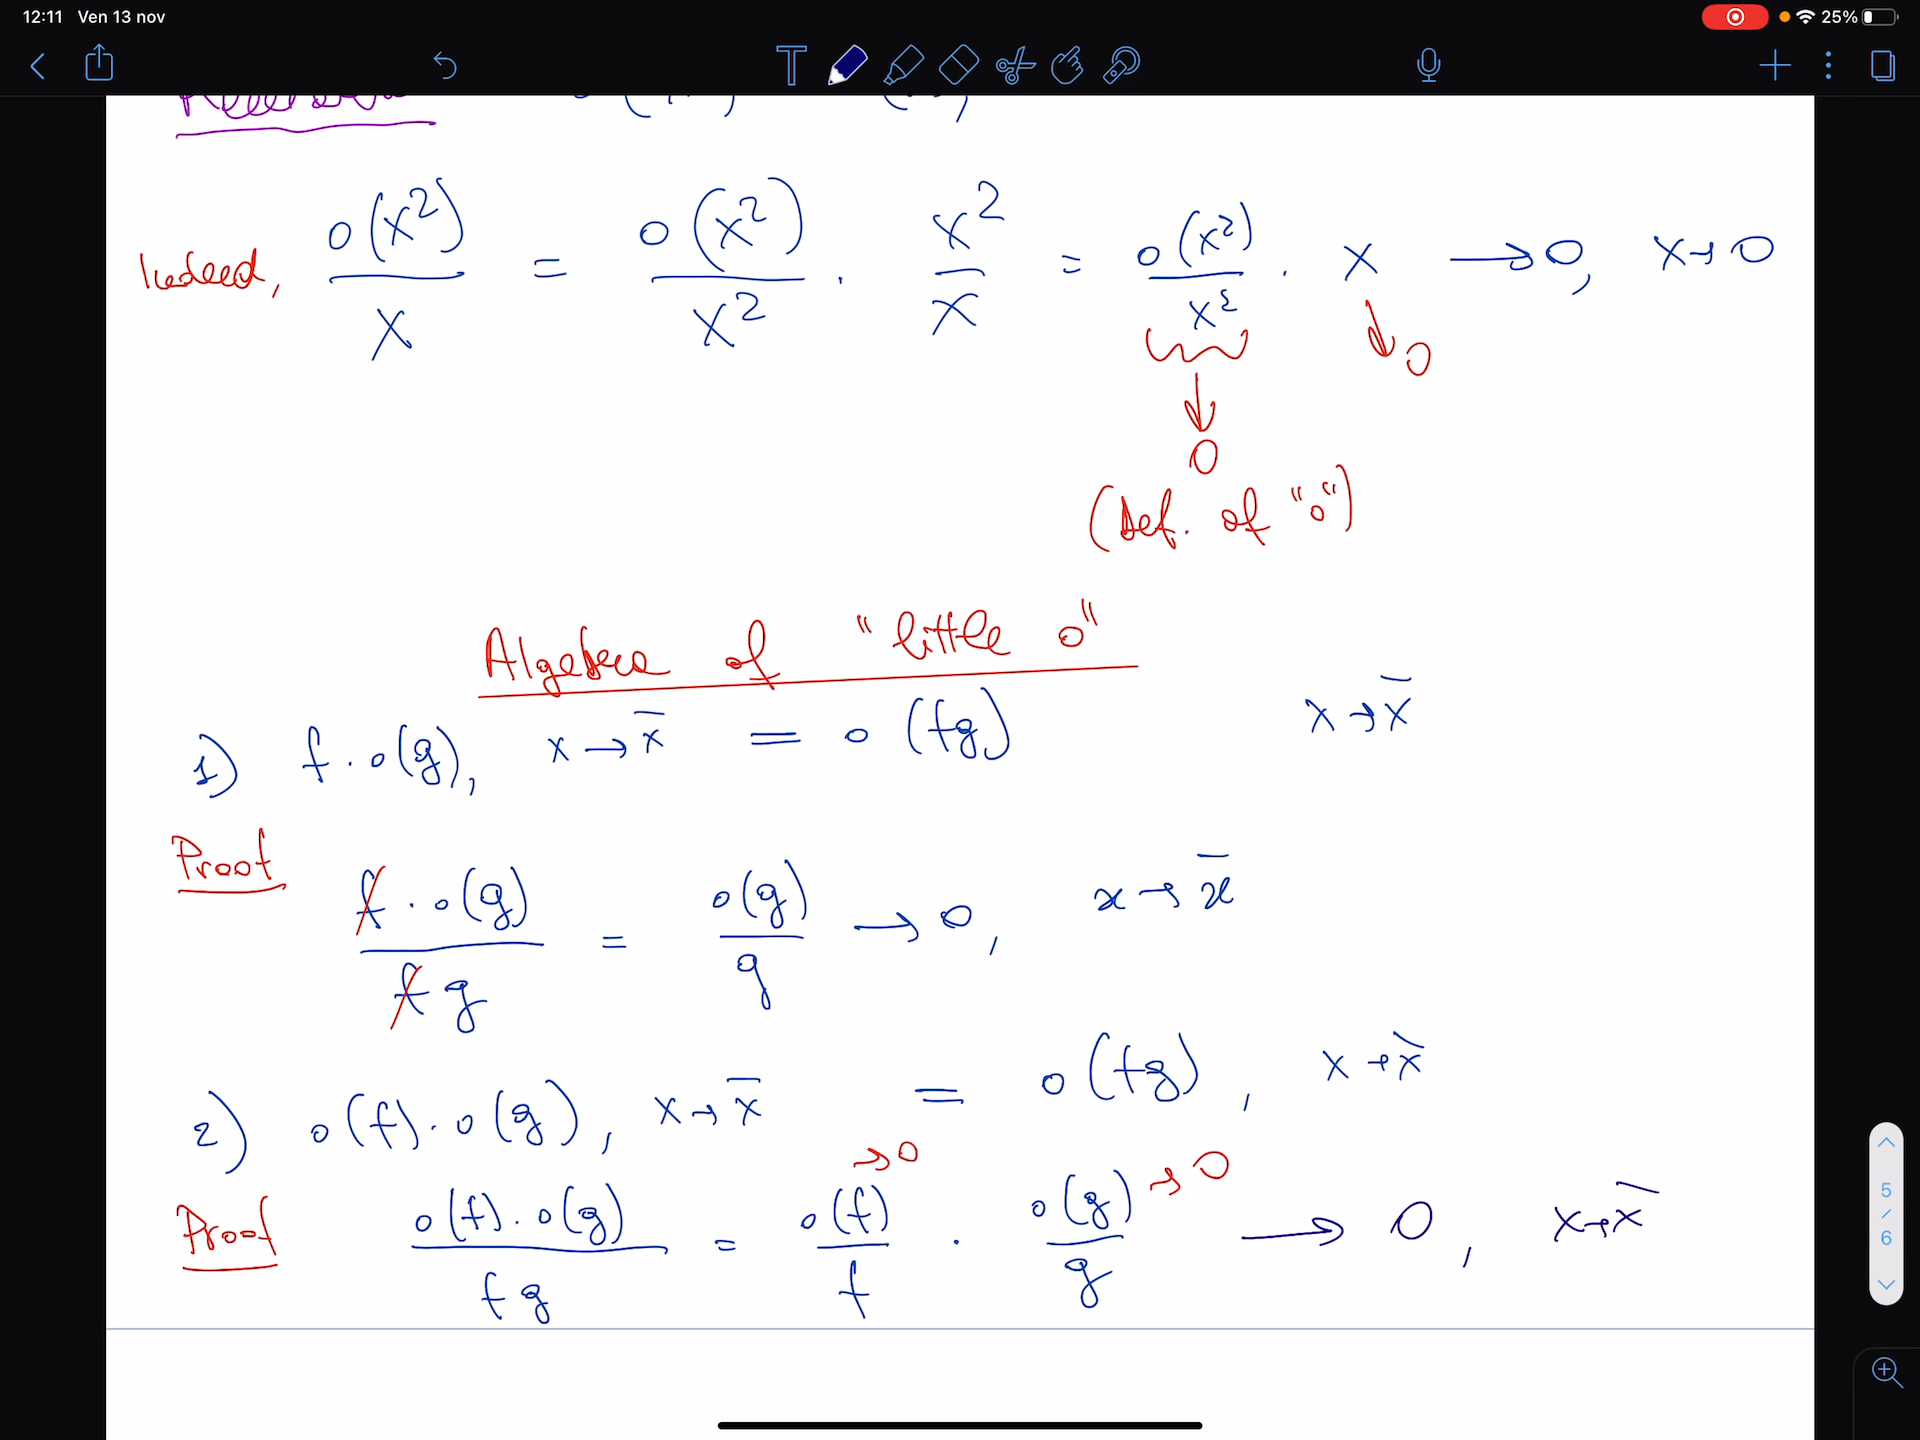 12:11 Ven 13 nov 25%
Indeed, o(x²)/x = o(x²)/x² · x²/x = o(x²)/x² · x → 0, x → 0
↓ 0
↓
0
(Def. of "o")
Algebra of "little o"
1) f · o(g), x → x̄ = o(fg) x → x̄
Proof
f · o(g)/fg = o(g)/g → 0, x → x̄
2) o(f) · o(g), x → x̄ = o(fg), x → x̄
→ 0 → 0
Proof o(f) · o(g)/fg = o(f)/f · o(g)/g → 0, x → x̄
5 / 6